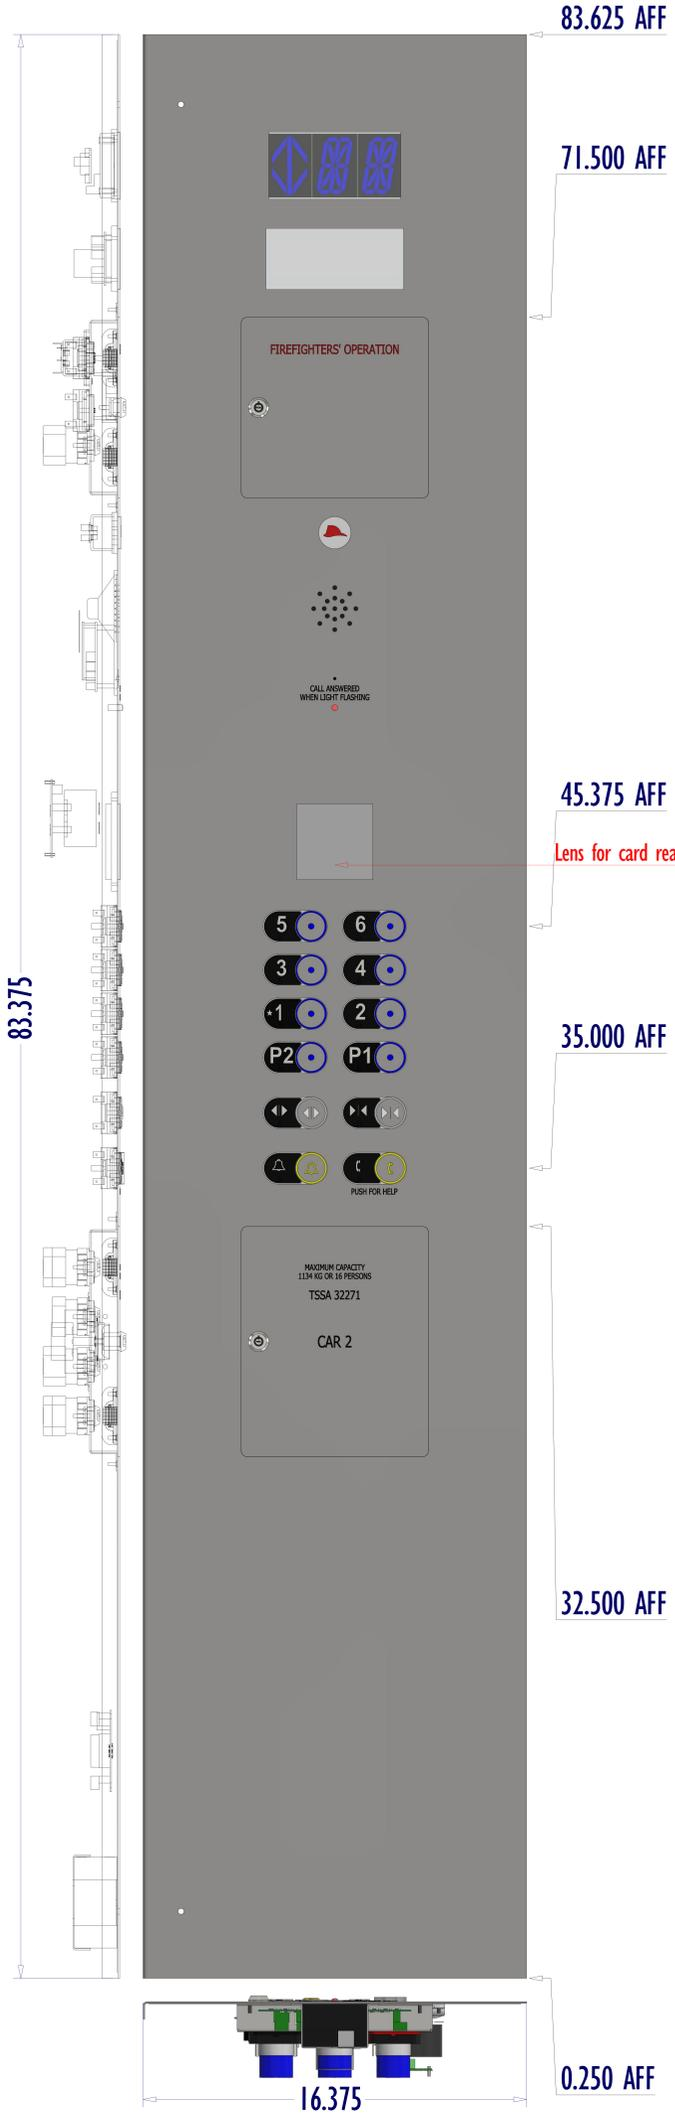 83.625 AFF
71.500 AFF
FIREFIGHTERS' OPERATION
CALL ANSWERED
WHEN LIGHT FLASHING
45.375 AFF
Lens for card rea
5 6
3 4
83.375
★1 2
35.000 AFF
P2 P1
PUSH FOR HELP
MAXIMUM CAPACITY
1134 KG OR 16 PERSONS
TSSA 32271
CAR 2
32.500 AFF
0.250 AFF
16.375